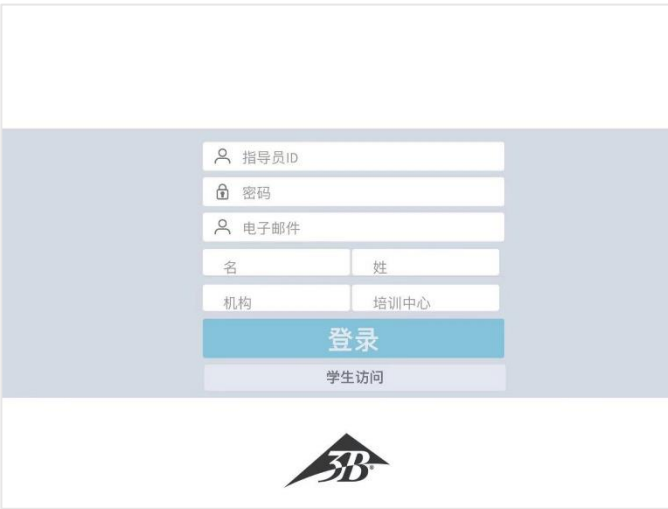 指导员ID
密码
电子邮件
名 姓
机构 培训中心
登录
学生访问
3B®